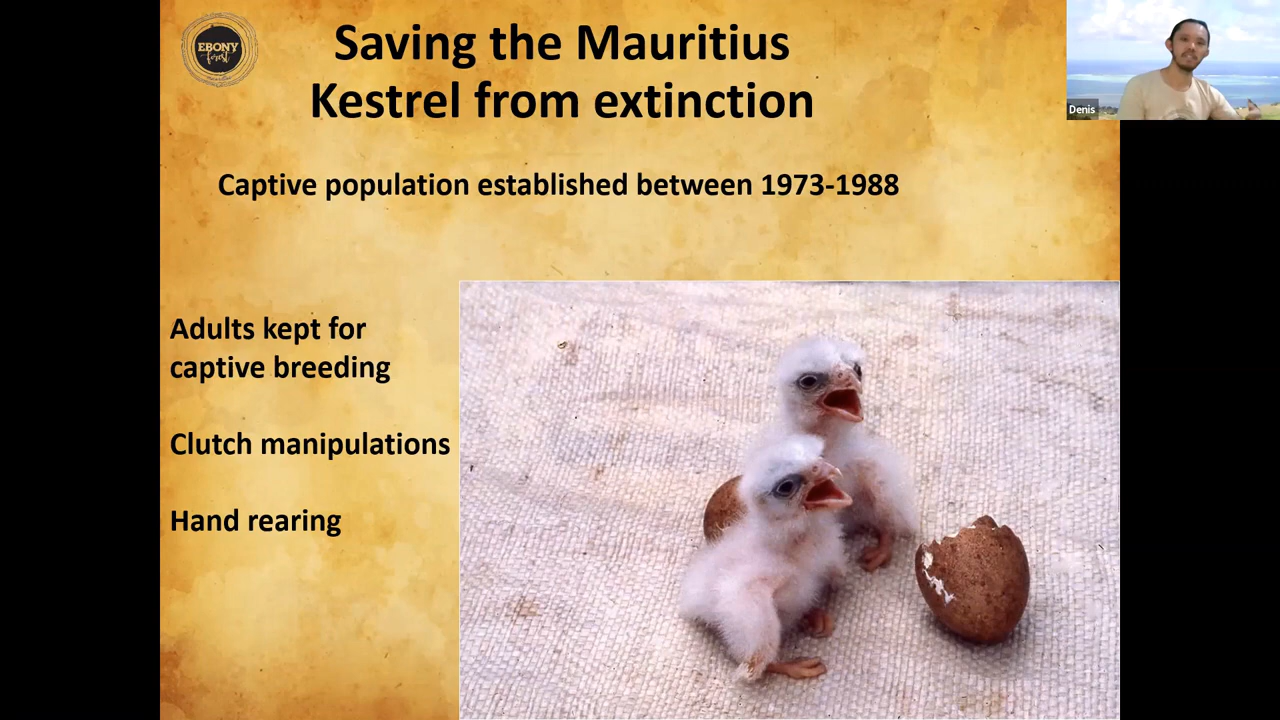 EBONY
forest
Saving the Mauritius
Kestrel from extinction
Denis
Captive population established between 1973-1988
Adults kept for
captive breeding
Clutch manipulations
Hand rearing